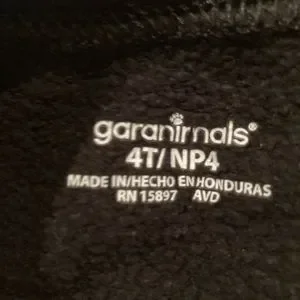 garanimals®
4T/ NP4
MADE IN/HECHO EN HONDURAS
RN 15897 AVD